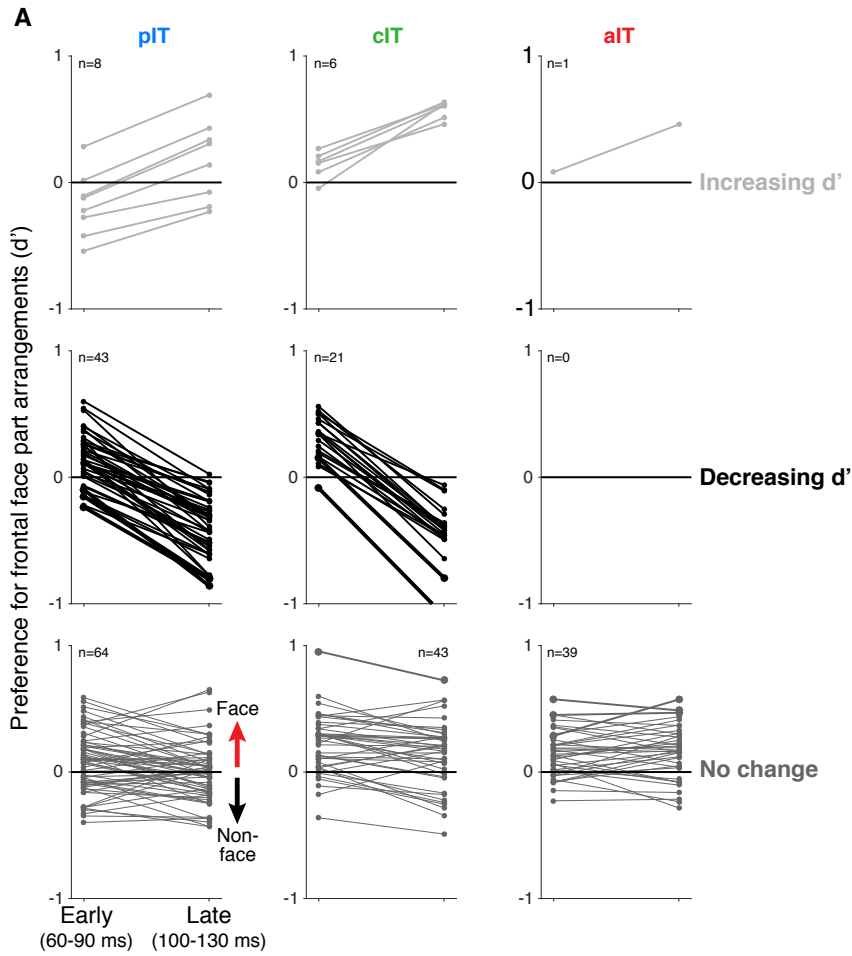 A
pIT
cIT
aIT
Preference for frontal face part arrangements (d')
1
n=8
0
-1
1
n=6
0
-1
1
n=1
0
-1
Increasing d'
1
n=43
0
-1
1
n=21
0
-1
1
n=0
0
-1
Decreasing d'
1
n=64
Face
0
Non-
face
-1
1
n=43
0
-1
1
n=39
0
-1
No change
Early
(60-90 ms)
Late
(100-130 ms)